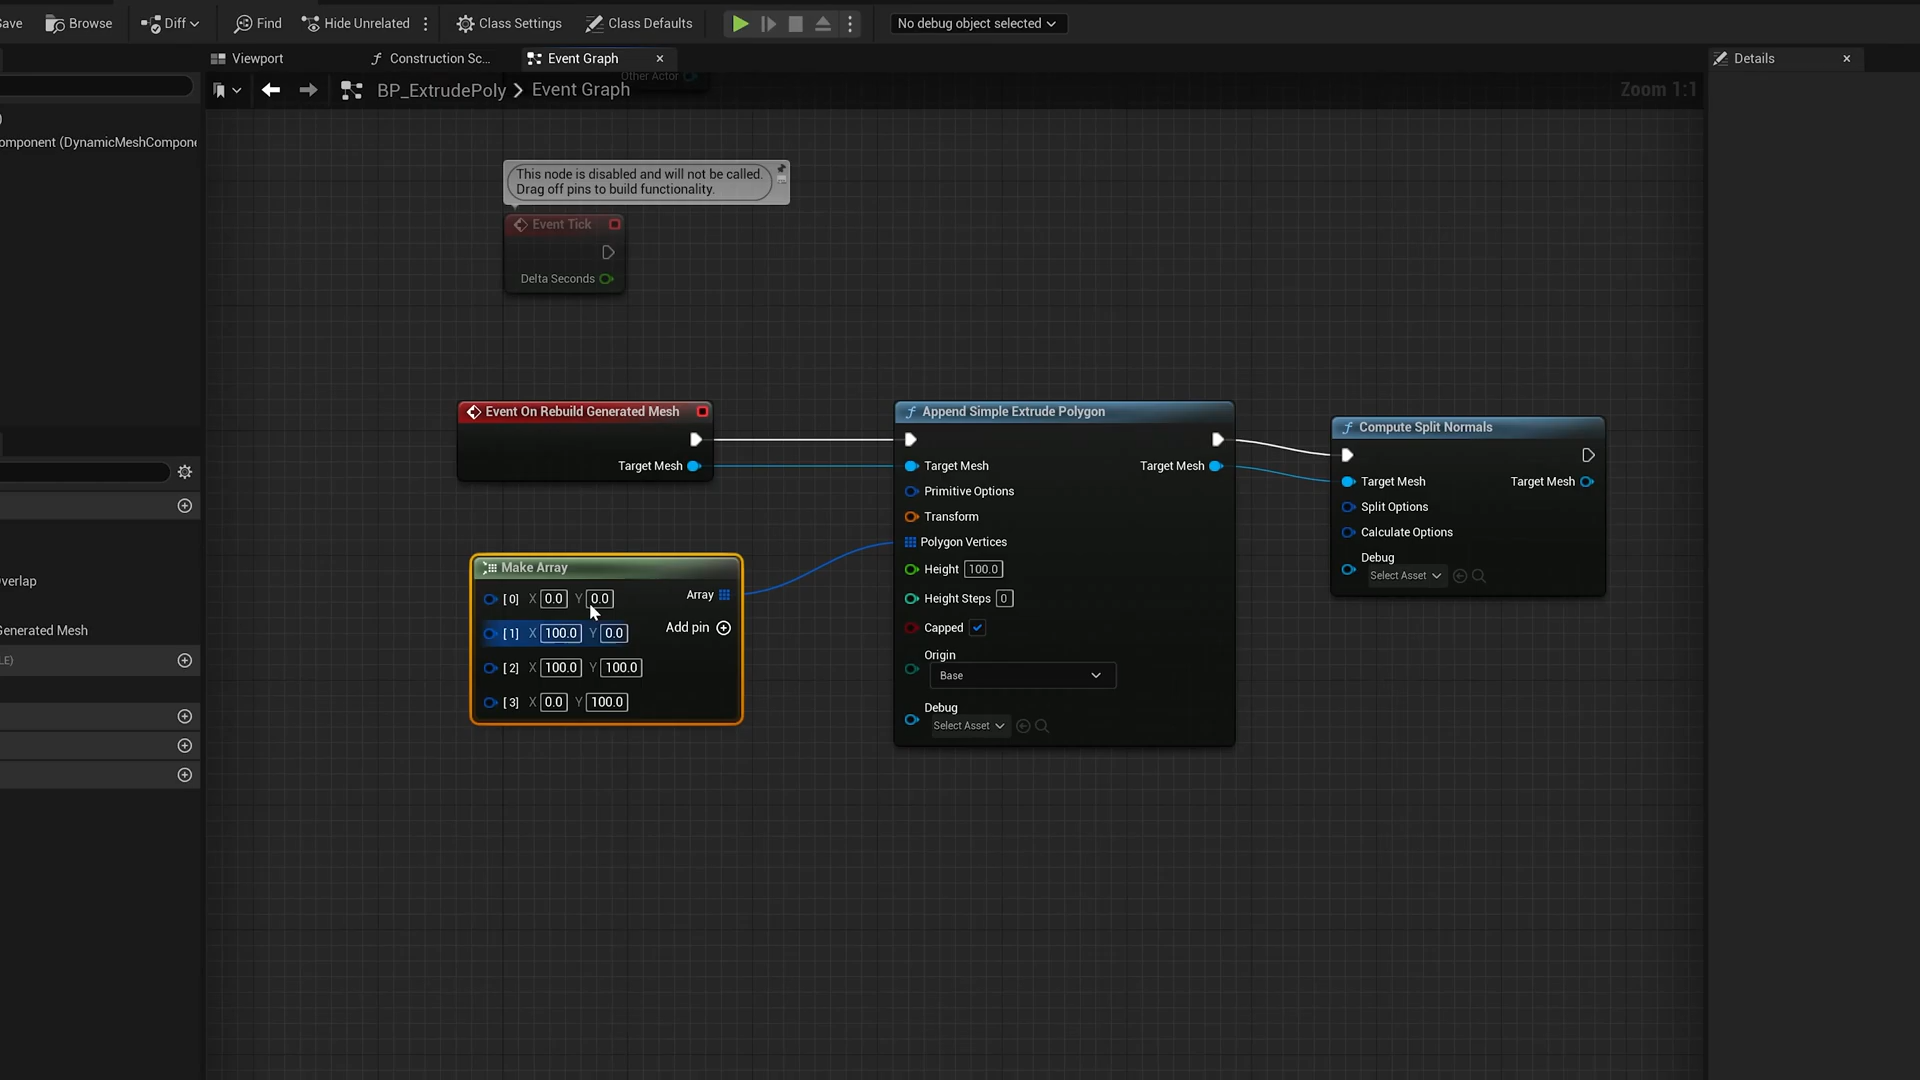 ave Browse Diff Find Hide Unrelated Class Settings Class Defaults No debug object selected
Viewport Construction Sc... Event Graph Details
Other Actor
BP_ExtrudePoly > Event Graph Zoom 1:1
)
omponent (DynamicMeshCompone
This node is disabled and will not be called.
Drag off pins to build functionality.
Event Tick
Delta Seconds
Event On Rebuild Generated Mesh
Target Mesh
Make Array
[0] X 0.0 Y 0.0 Array
[1] X 100.0 Y 0.0 Add pin
[2] X 100.0 Y 100.0
[3] X 0.0 Y 100.0
Append Simple Extrude Polygon
Target Mesh Target Mesh
Primitive Options
Transform
Polygon Vertices
Height 100.0
Height Steps 0
Capped
Origin
Base
Debug
Select Asset
Compute Split Normals
Target Mesh Target Mesh
Split Options
Calculate Options
Debug
Select Asset
Overlap
Generated Mesh
LE)